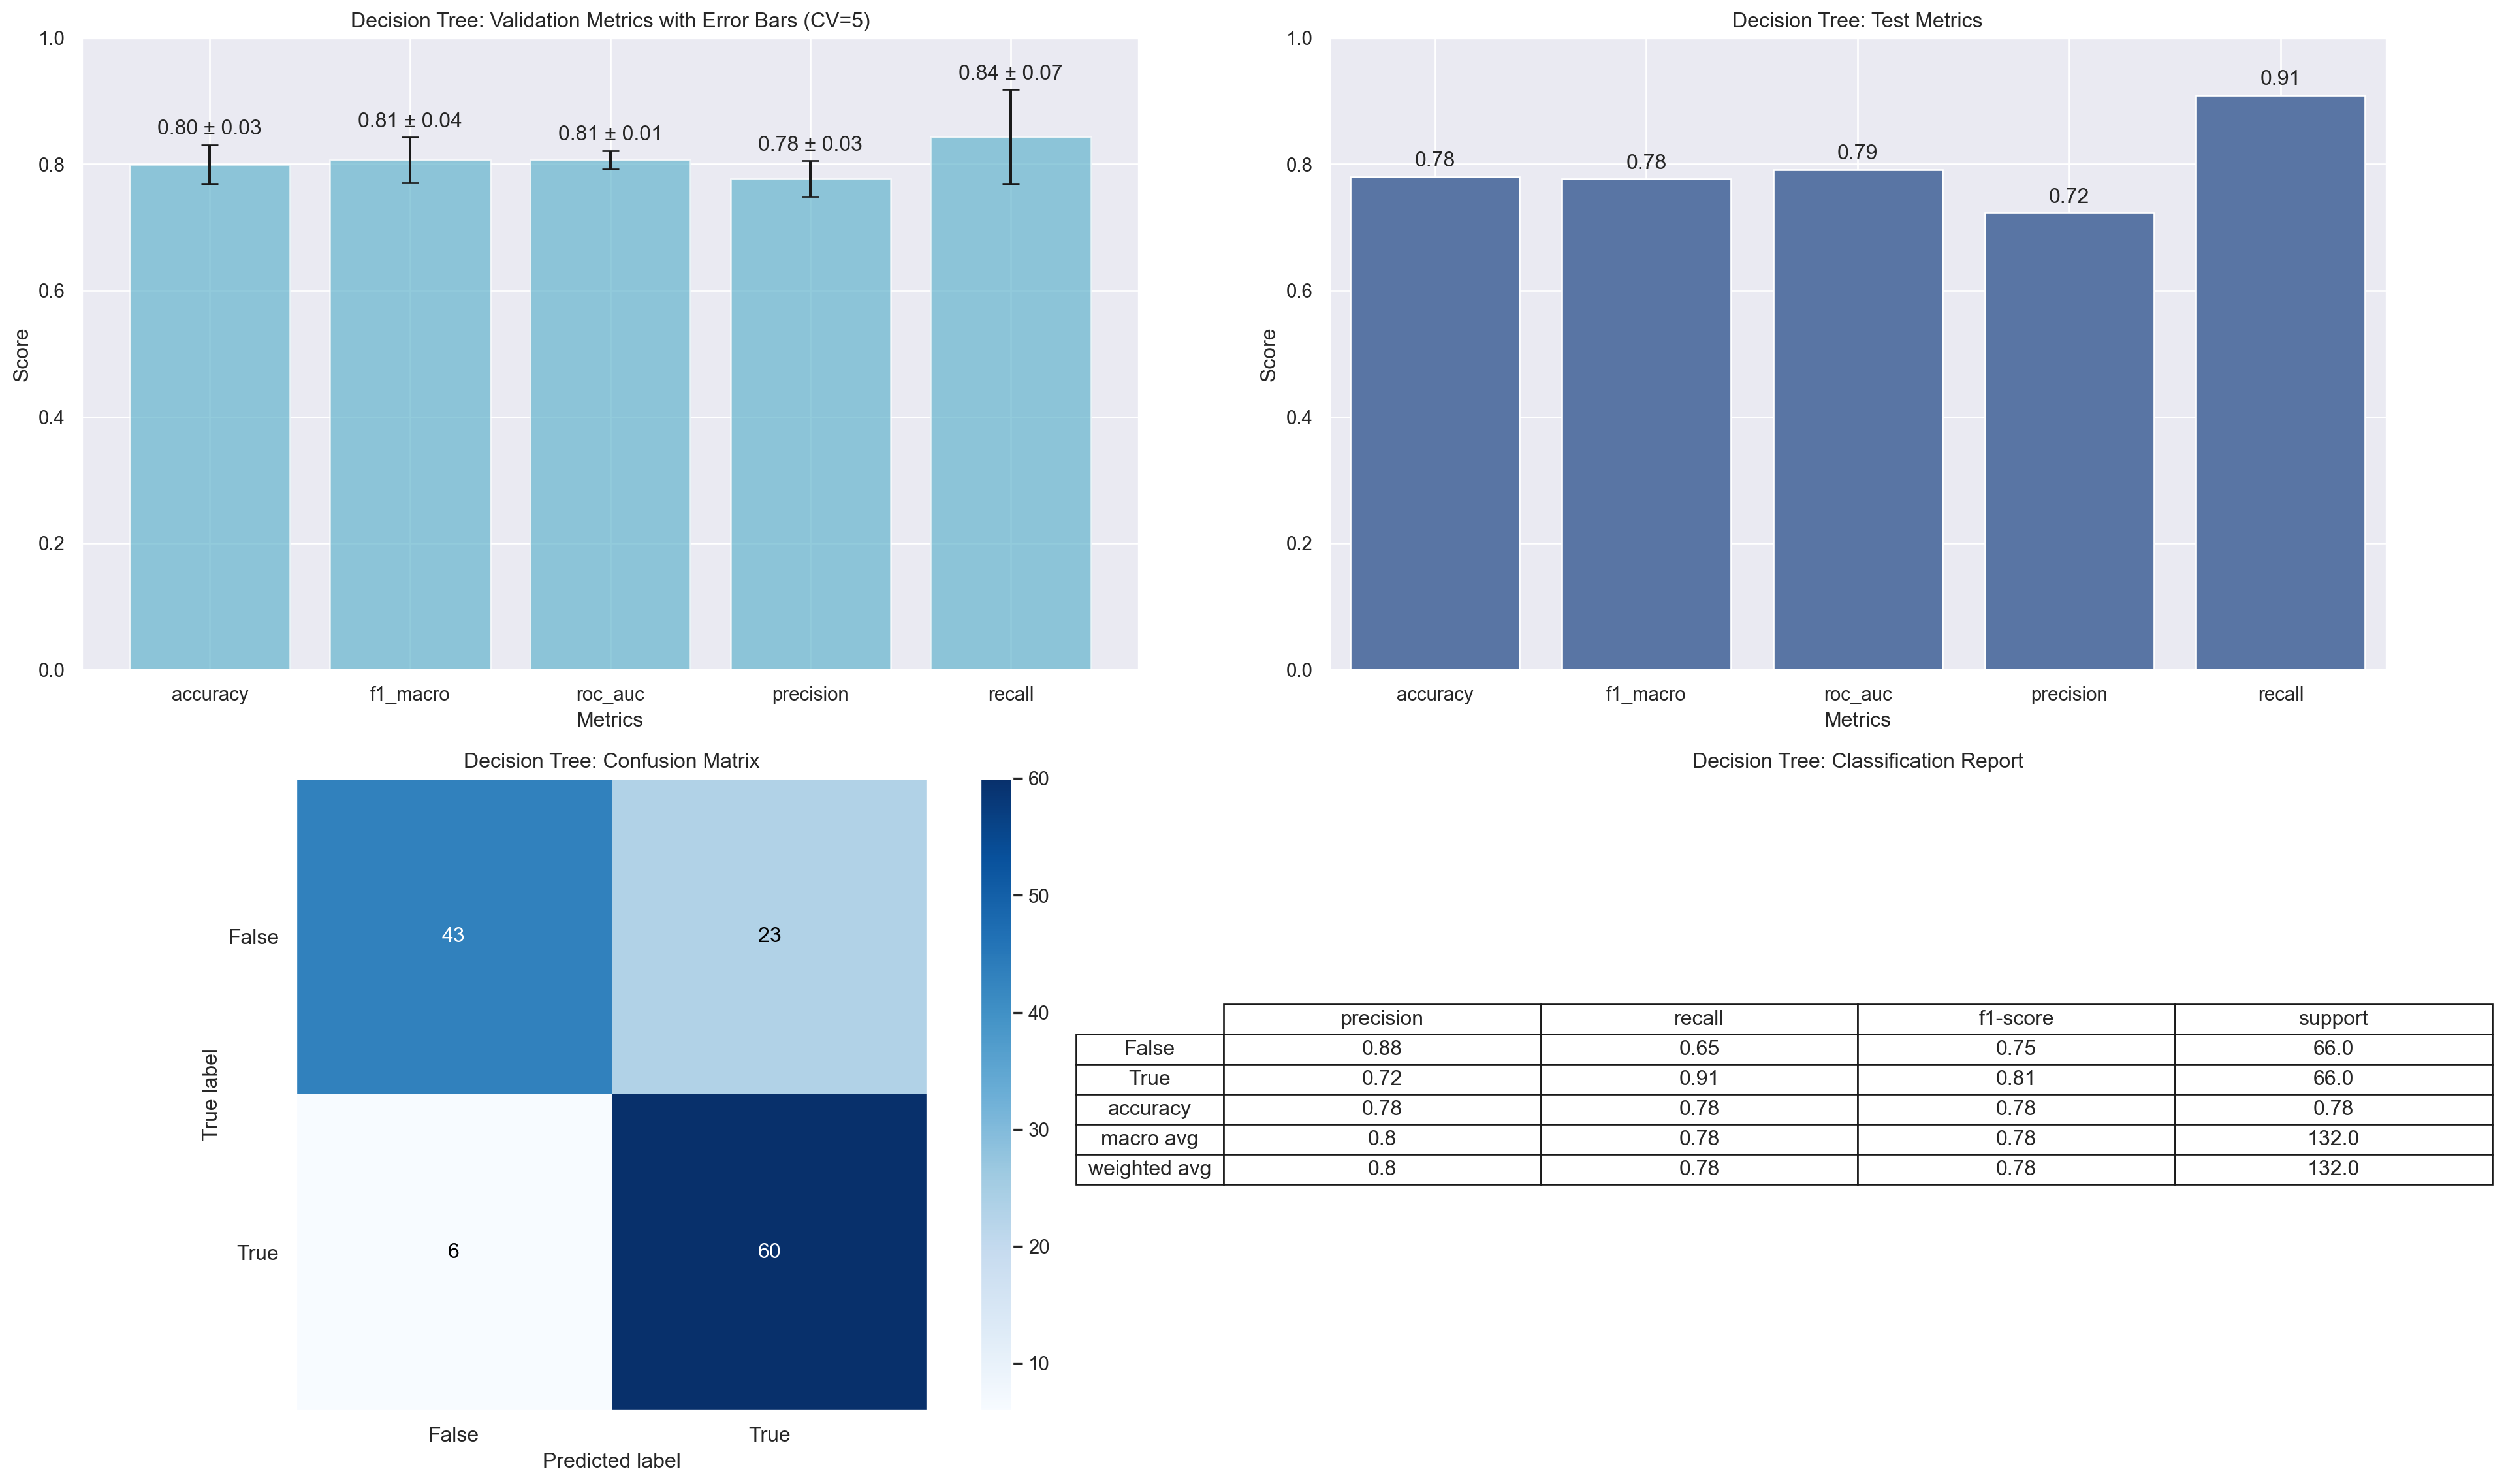 Decision Tree: Validation Metrics with Error Bars (CV=5)
1.0
0.8
0.6
0.4
0.2
0.0
Score
0.80 ± 0.03
0.81 ± 0.04
0.81 ± 0.01
0.78 ± 0.03
0.84 ± 0.07
accuracy f1_macro roc_auc precision recall
Metrics
Decision Tree: Test Metrics
1.0
0.8
0.6
0.4
0.2
0.0
Score
0.78
0.78
0.79
0.72
0.91
accuracy f1_macro roc_auc precision recall
Metrics
Decision Tree: Confusion Matrix
True label
False 43 23
True 6 60
False True
Predicted label
60
50
40
30
20
10
Decision Tree: Classification Report
precision recall f1-score support
False 0.88 0.65 0.75 66.0
True 0.72 0.91 0.81 66.0
accuracy 0.78 0.78 0.78 0.78
macro avg 0.8 0.78 0.78 132.0
weighted avg 0.8 0.78 0.78 132.0